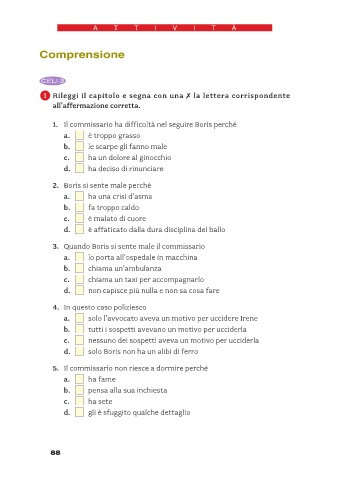 ATTIVITÀ
Comprensione
CELI 3
1 Rileggi il capitolo e segna con una ✗ la lettera corrispondente
all'affermazione corretta.
1. Il commissario ha difficoltà nel seguire Boris perché
a. è troppo grasso
b. le scarpe gli fanno male
c. ha un dolore al ginocchio
d. ha deciso di rinunciare
2. Boris si sente male perché
a. ha una crisi d'asma
b. fa troppo caldo
c. è malato di cuore
d. è affaticato dalla dura disciplina del ballo
3. Quando Boris si sente male il commissario
a. lo porta all'ospedale in macchina
b. chiama un'ambulanza
c. chiama un taxi per accompagnarlo
d. non capisce più nulla e non sa cosa fare
4. In questo caso poliziesco
a. solo l'avvocato aveva un motivo per uccidere Irene
b. tutti i sospetti avevano un motivo per ucciderla
c. nessuno dei sospetti aveva un motivo per ucciderla
d. solo Boris non ha un alibi di ferro
5. Il commissario non riesce a dormire perché
a. ha fame
b. pensa alla sua inchiesta
c. ha sete
d. gli è sfuggito qualche dettaglio
88